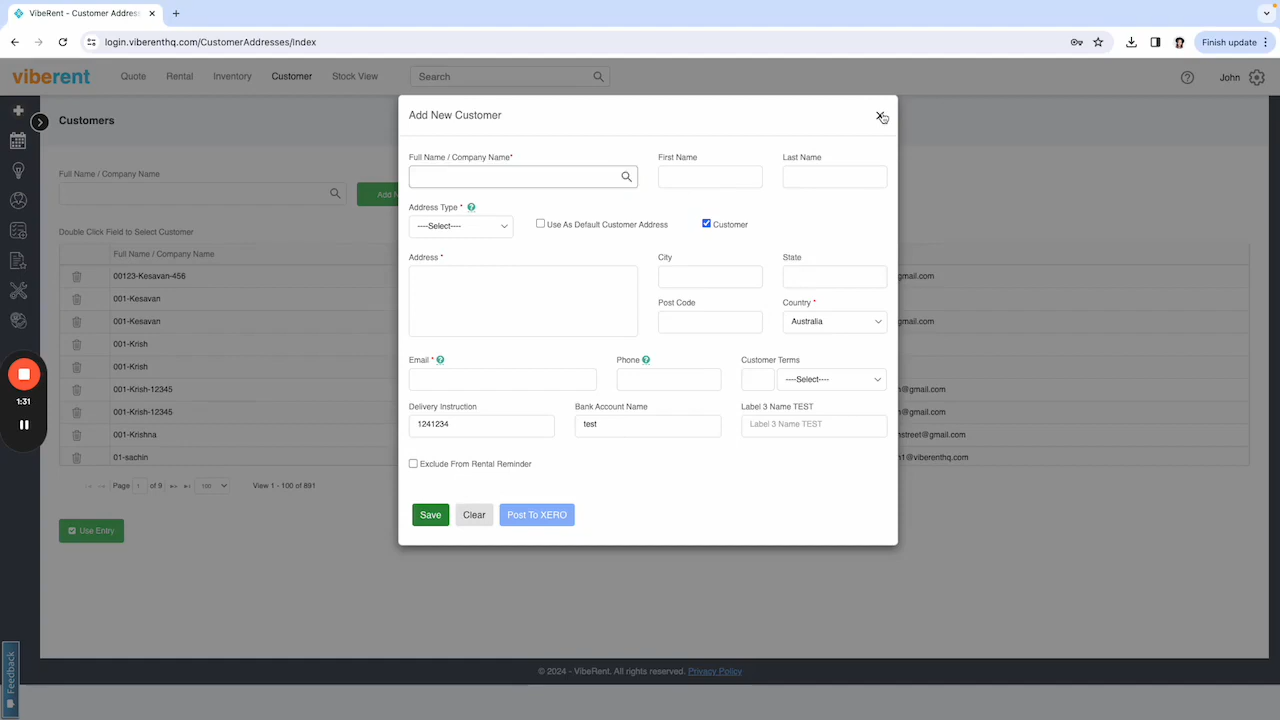 VibeRent - Customer Addres
login.viberenthq.com/CustomerAddresses/Index
Finish update
viberent
Quote
Rental
Inventory
Customer
Stock View
Search
John
Customers
Full Name / Company Name
Add N
Double Click Field to Select Customer
Full Name / Company Name
00123-Kesavan-456
gmail.com
001-Kesavan
001-Kesavan
gmail.com
001-Krish
001-Krish
001-Krish-12345
n@gmail.com
001-Krish-12345
n@gmail.com
001-Krishna
nstreet@gmail.com
01-sachin
n1@viberenthq.com
Page 1 of 9
100
View 1 - 100 of 891
Use Entry
1:31
Feedback
Add New Customer
Full Name / Company Name*
First Name
Last Name
Address Type *
----Select----
Use As Default Customer Address
Customer
Address *
City
State
Post Code
Country *
Australia
Email *
Phone
Customer Terms
----Select----
Delivery Instruction
Bank Account Name
Label 3 Name TEST
1241234
test
Label 3 Name TEST
Exclude From Rental Reminder
Save
Clear
Post To XERO
© 2024 - VibeRent. All rights reserved. Privacy Policy